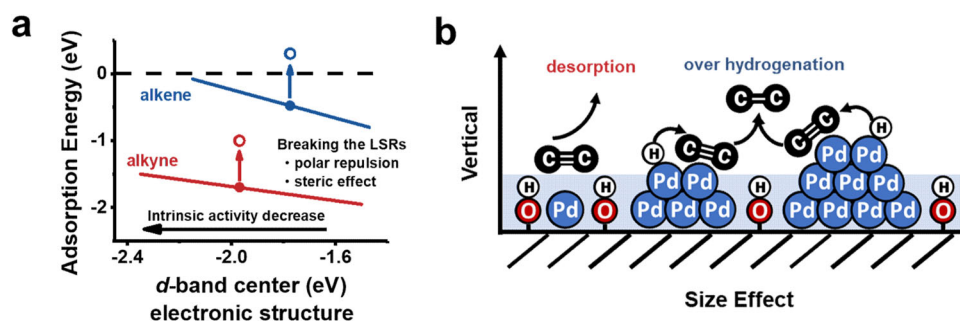 a
Adsorption Energy (eV)
0
-1
-2
alkene
alkyne
Breaking the LSRs
• polar repulsion
• steric effect
Intrinsic activity decrease
-2.4
-2.0
-1.6
d-band center (eV)
electronic structure
b
Vertical
desorption
over hydrogenation
C C
C C
H
C C
C C
H
Pd
Pd Pd
Pd Pd
Pd Pd Pd
H
H
H
H
O
Pd
O
Pd Pd Pd
O
Pd Pd Pd Pd
O
Size Effect